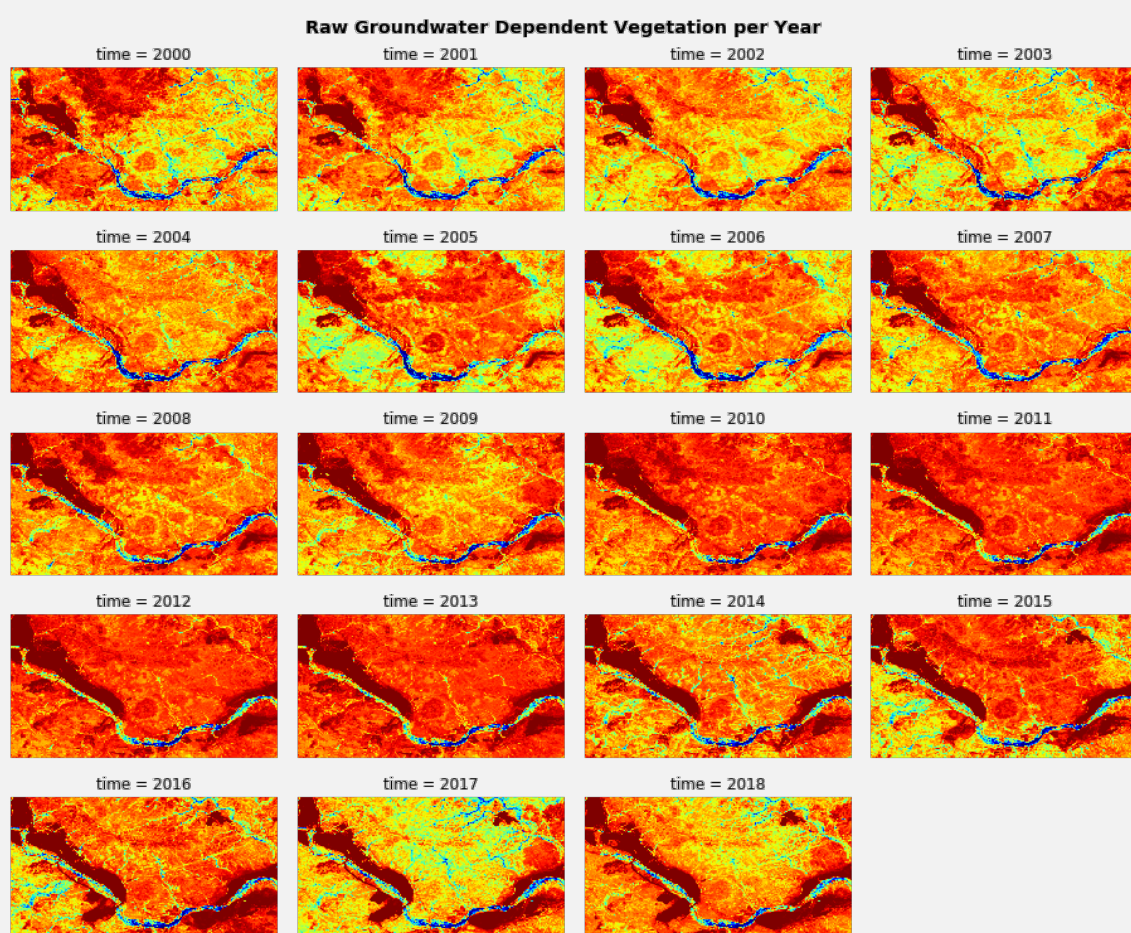 Raw Groundwater Dependent Vegetation per Year
time = 2000
time = 2001
time = 2002
time = 2003
time = 2004
time = 2005
time = 2006
time = 2007
time = 2008
time = 2009
time = 2010
time = 2011
time = 2012
time = 2013
time = 2014
time = 2015
time = 2016
time = 2017
time = 2018